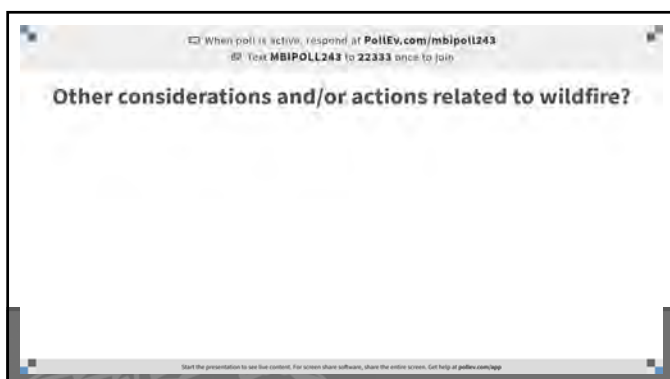 When poll is active, respond at PollEv.com/mbipoll243
Text MBIPOLL243 to 22333 once to join
Other considerations and/or actions related to wildfire?
Start the presentation to see live content. For screen share software, share the entire screen. Get help at pollev.com/app